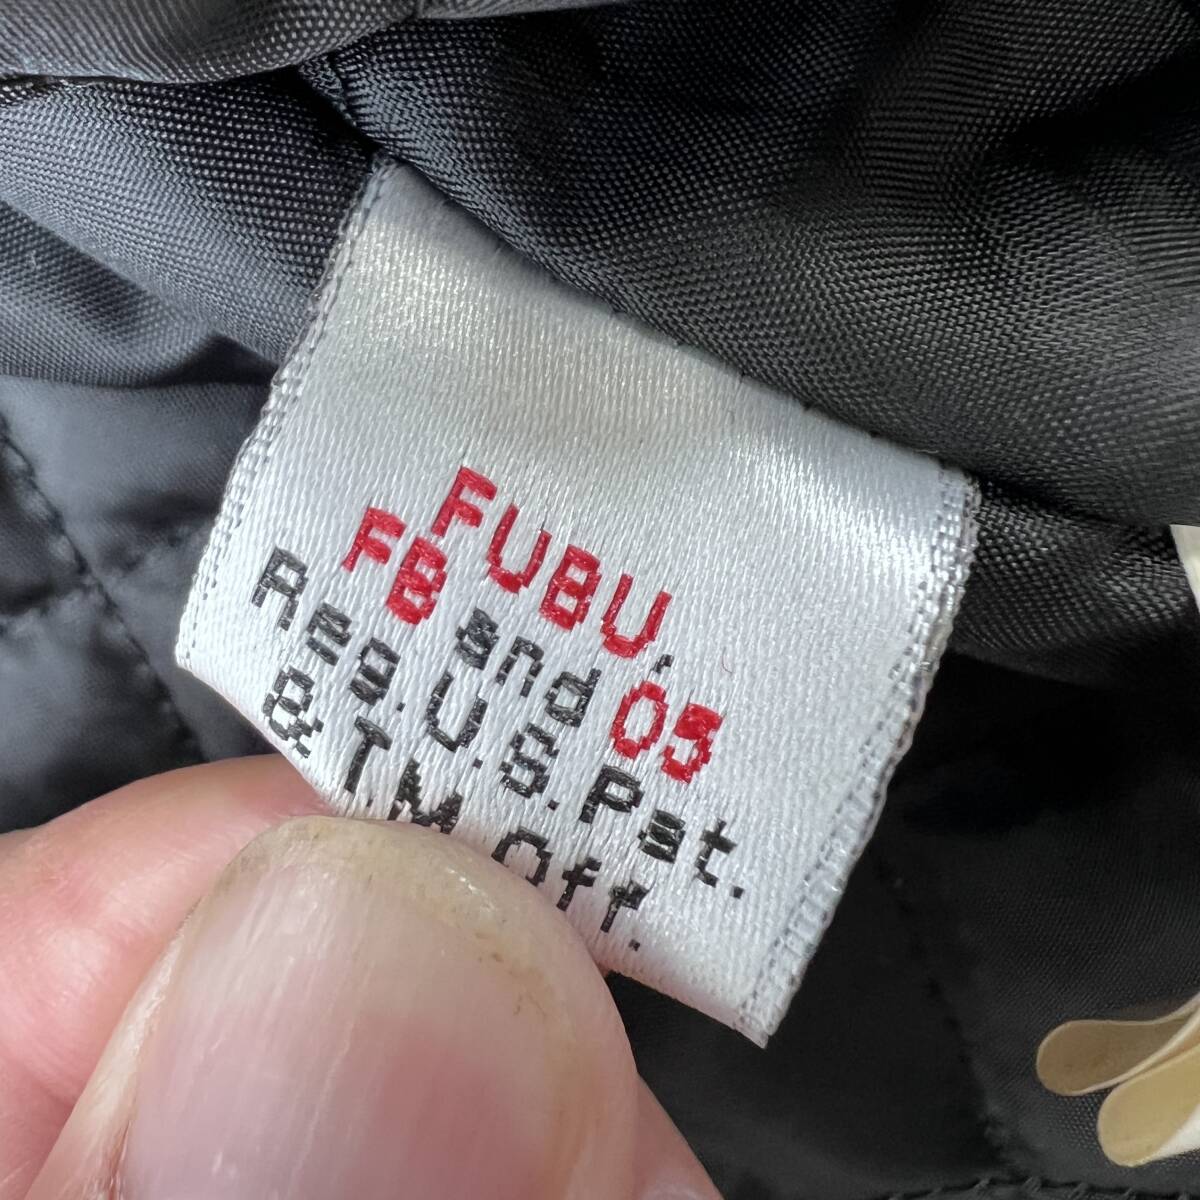 FUBU,
FB and 05
Reg. U.S. Pat.
& T.M. Off.